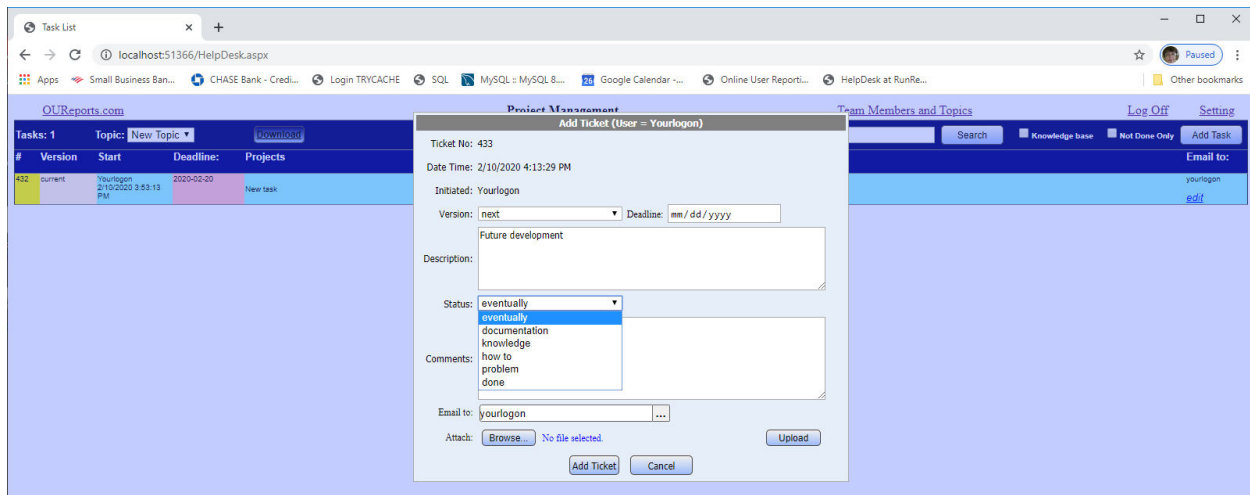 Task List
localhost:51366/HelpDesk.aspx
Paused
Apps Small Business Ban... CHASE Bank - Credi... Login TRYCACHE SQL MySQL :: MySQL 8.... 26 Google Calendar -... Online User Reporti... HelpDesk at RunRe... Other bookmarks
OUReports.com Project Management Team Members and Topics Log Off Setting
Tasks: 1 Topic: New Topic Download Search Knowledge base Not Done Only Add Task
# Version Start Deadline: Projects Email to:
432 current Yourlogon 2020-02-20 New task yourlogon
2/10/2020 3:53:13
PM
edit
Add Ticket (User = Yourlogon)
Ticket No: 433
Date Time: 2/10/2020 4:13:29 PM
Initiated: Yourlogon
Version: next Deadline: mm/dd/yyyy
Description: Future development
Status: eventually
eventually
documentation
knowledge
how to
problem
done
Comments:
Email to: yourlogon ...
Attach: Browse... No file selected. Upload
Add Ticket Cancel